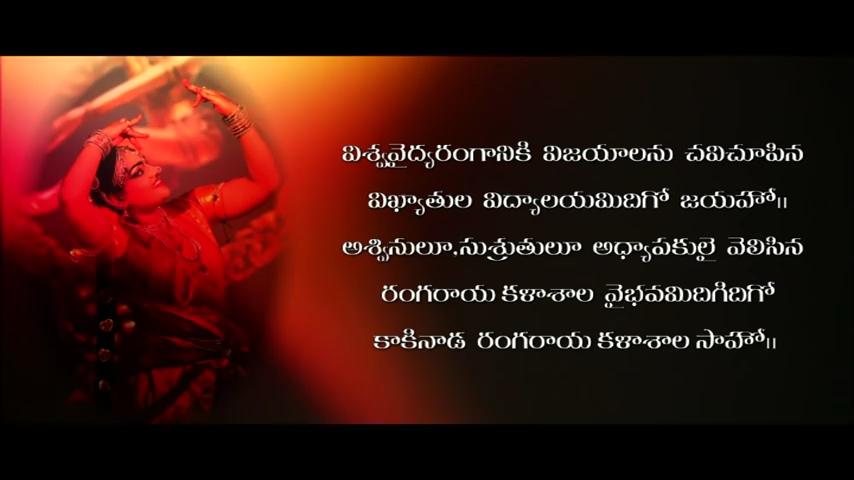 విశ్వవైద్యరంగానికి విజయాలను చవిచూపిన
విఖ్యాతుల విద్యాలయమిదిగో జయహో॥
అశ్వినులూ,సుశ్రుతులూ అధ్యాపకులై వెలిసిన
రంగరాయ కళాశాల వైభవమిదిగిదిగో
కాకినాడ రంగరాయ కళాశాల సాహో॥